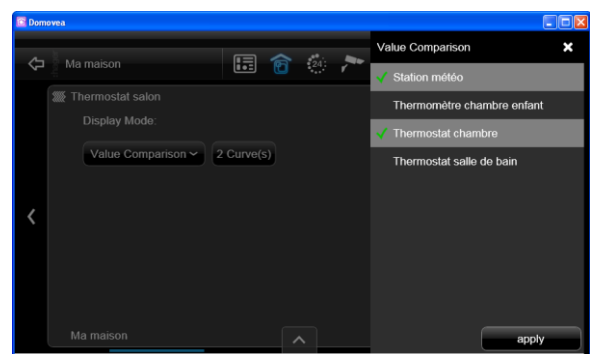 Domovea
Ma maison
24
Thermostat salon
Display Mode:
Value Comparison
2 Curve(s)
Ma maison
Value Comparison
Station météo
Thermomètre chambre enfant
Thermostat chambre
Thermostat salle de bain
apply